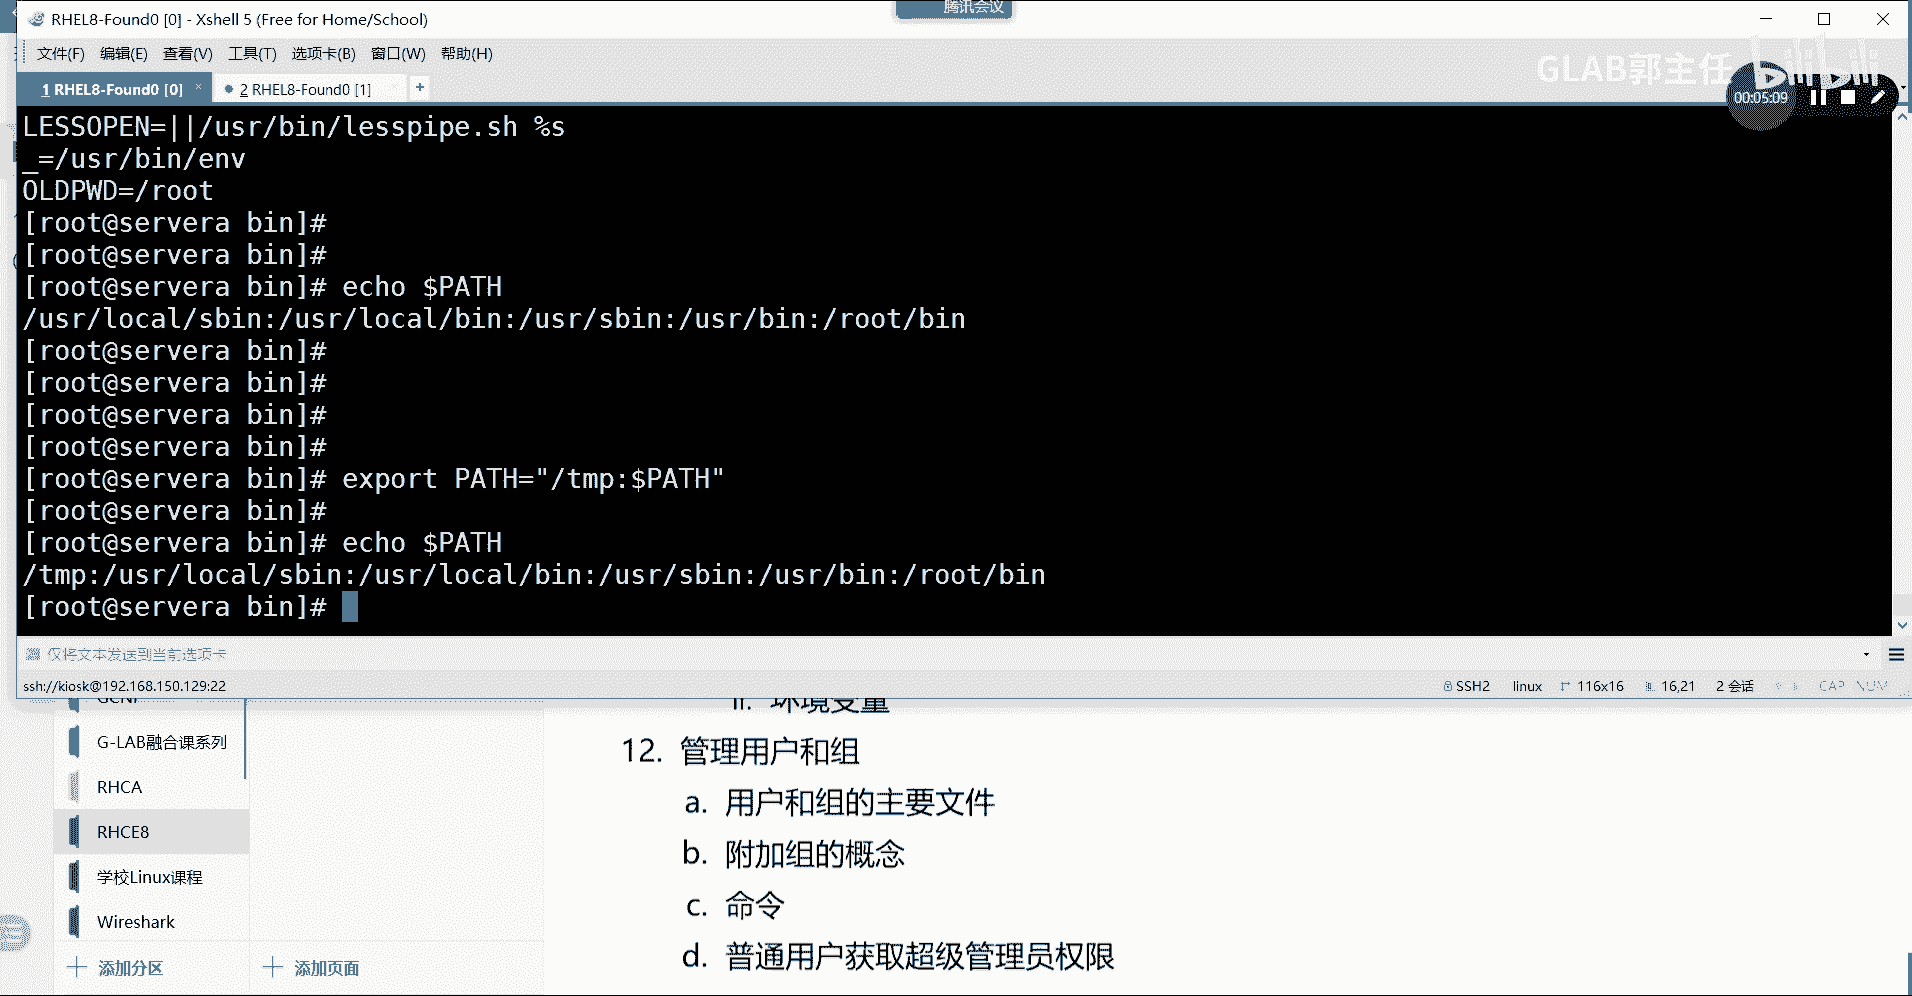 腾讯会议
RHEL8-Found0 [0] - Xshell 5 (Free for Home/School)
文件(F) 编辑(E) 查看(V) 工具(T) 选项卡(B) 窗口(W) 帮助(H)
GLAB郭主任 bilibili
1 RHEL8-Found0 [0] × 2 RHEL8-Found0 [1] +
00:05:09
LESSOPEN=||/usr/bin/lesspipe.sh %s
_=/usr/bin/env
OLDPWD=/root
[root@servera bin]#
[root@servera bin]#
[root@servera bin]# echo $PATH
/usr/local/sbin:/usr/local/bin:/usr/sbin:/usr/bin:/root/bin
[root@servera bin]#
[root@servera bin]#
[root@servera bin]#
[root@servera bin]#
[root@servera bin]# export PATH="/tmp:$PATH"
[root@servera bin]#
[root@servera bin]# echo $PATH
/tmp:/usr/local/sbin:/usr/local/bin:/usr/sbin:/usr/bin:/root/bin
[root@servera bin]#
仅将文本发送到当前选项卡
ssh://kiosk@192.168.150.129:22 SSH2 linux 116x16 16,21 2 会话 CAP NUM
ii. 环境变量
G-LAB融合课系列
RHCA
RHCE8
学校Linux课程
Wireshark
添加分区 添加页面
12. 管理用户和组
a. 用户和组的主要文件
b. 附加组的概念
c. 命令
d. 普通用户获取超级管理员权限